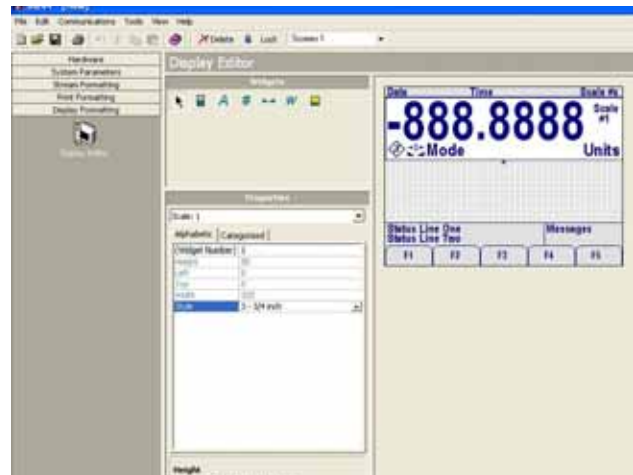 File Edit Communications Tools View Help
Delete Lock Screen 1
Hardware
System Parameters
Stream Formatting
Print Formatting
Display Formatting
Display Editor
Display Editor
Widgets
A # W
Properties
Scale: 1
Alphabetic Categorized
(Widget Number) 1
Height
Left
Top
Width
Style 3 - 3/4 inch
Height
Date Time Scale #s
-888.8888 Scale #1
Mode Units
Status Line One Messages
Status Line Two
F1 F2 F3 F4 F5